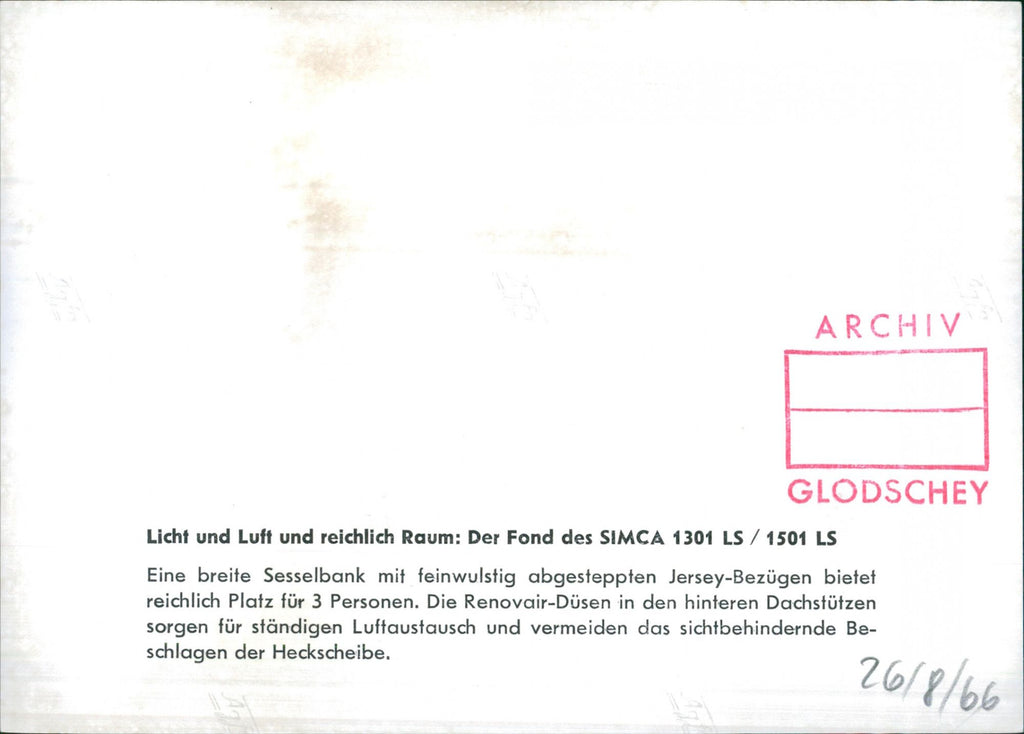 ARCHIV
GLODSCHEY
Licht und Luft und reichlich Raum: Der Fond des SIMCA 1301 LS / 1501 LS
Eine breite Sesselbank mit feinwulstig abgesteppten Jersey-Bezügen bietet
reichlich Platz für 3 Personen. Die Renovair-Düsen in den hinteren Dachstützen
sorgen für ständigen Luftaustausch und vermeiden das sichtbehindernde Be-
schlagen der Heckscheibe.
26/8/66